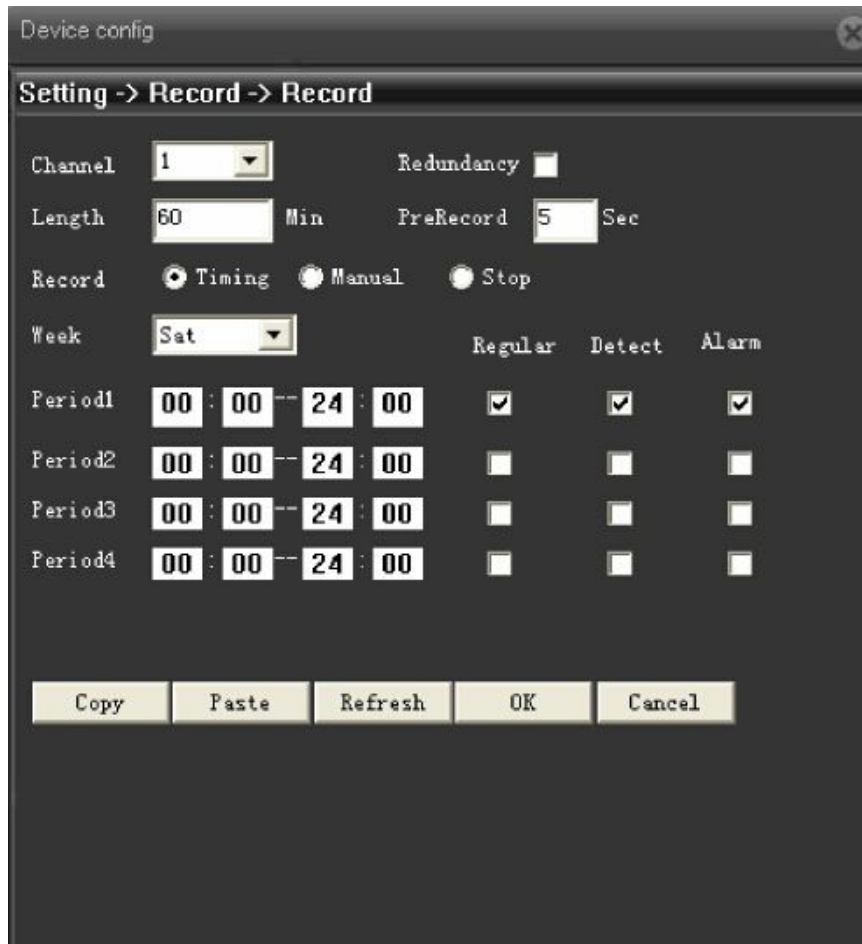 Device config
Setting -> Record -> Record
Channel 1 Redundancy
Length 60 Min PreRecord 5 Sec
Record Timing Manual Stop
Week Sat Regular Detect Alarm
Period1 00 : 00 -- 24 : 00
Period2 00 : 00 -- 24 : 00
Period3 00 : 00 -- 24 : 00
Period4 00 : 00 -- 24 : 00
Copy Paste Refresh OK Cancel